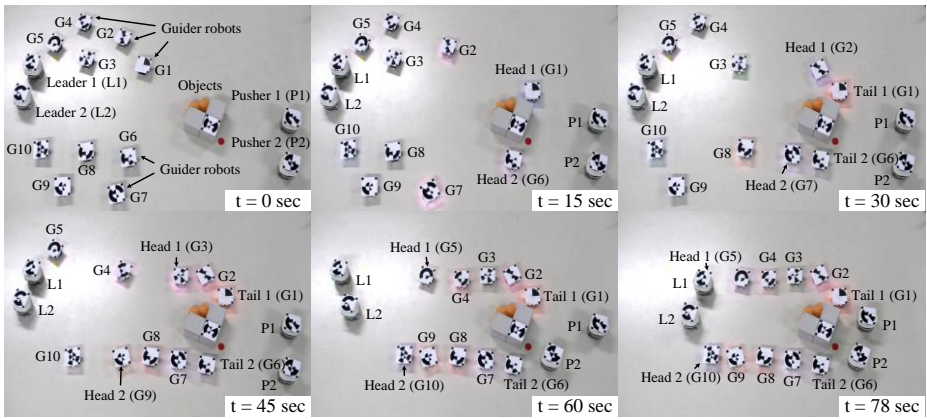 G4
Guider robots
G5
G2
G3
G1
Leader 1 (L1)
Objects
Pusher 1 (P1)
Leader 2 (L2)
Pusher 2 (P2)
G6
G10
G8
Guider robots
G9
G7
t = 0 sec
G5
G4
G2
G3
L1
Head 1 (G1)
L2
P1
G10
G8
P2
Head 2 (G6)
G9
G7
t = 15 sec
G5
G4
Head 1 (G2)
G3
L1
Tail 1 (G1)
L2
P1
G10
G8
Tail 2 (G6)
P2
Head 2 (G7)
G9
t = 30 sec
G5
Head 1 (G3)
G4
G2
L1
Tail 1 (G1)
L2
P1
G8
G10
G7
Tail 2 (G6)
P2
Head 2 (G9)
t = 45 sec
Head 1 (G5)
G3
G2
L1
G4
Tail 1 (G1)
L2
P1
G9
G8
P2
G7
Head 2 (G10)
Tail 2 (G6)
t = 60 sec
Head 1 (G5)
G4
G3
G2
L1
Tail 1 (G1)
L2
P1
P2
Head 2 (G10)
G9
G8
G7
Tail 2 (G6)
t = 78 sec